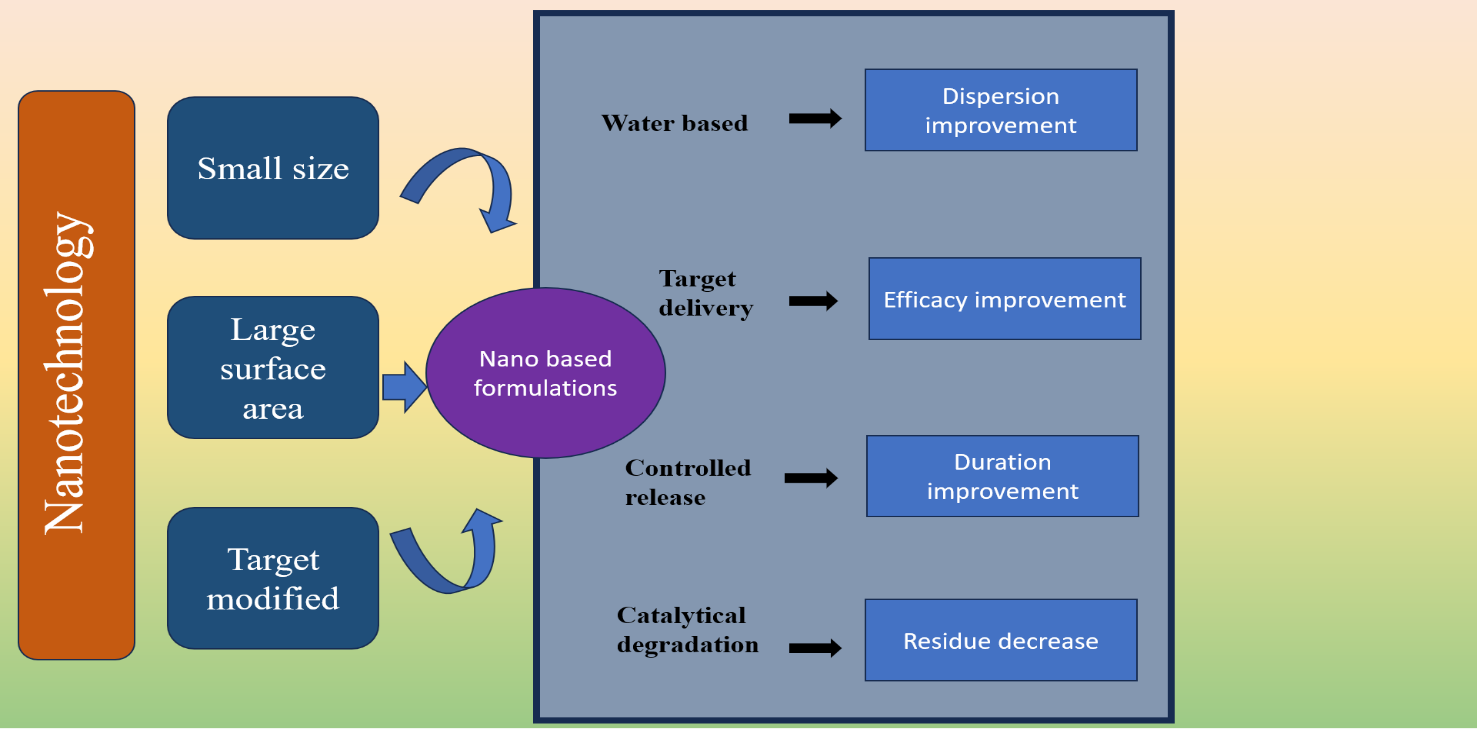 Nanotechnology
Small size
Large
surface
area
Target
modified
Nano based
formulations
Water based
Dispersion
improvement
Target
delivery
Efficacy improvement
Controlled
release
Duration
improvement
Catalytical
degradation
Residue decrease